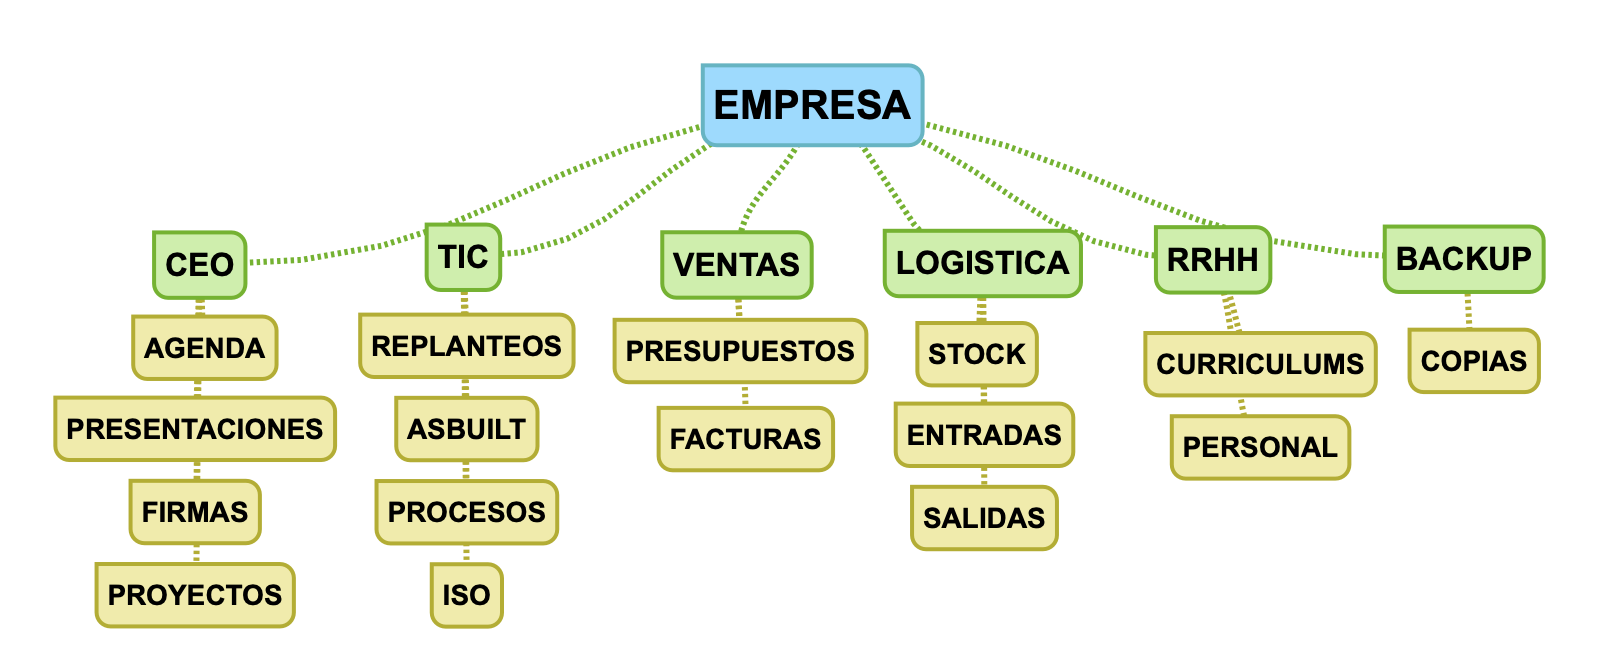 EMPRESA
CEO
TIC
VENTAS
LOGISTICA
RRHH
BACKUP
AGENDA
PRESENTACIONES
FIRMAS
PROYECTOS
REPLANTEOS
ASBUILT
PROCESOS
ISO
PRESUPUESTOS
FACTURAS
STOCK
ENTRADAS
SALIDAS
CURRICULUMS
PERSONAL
COPIAS